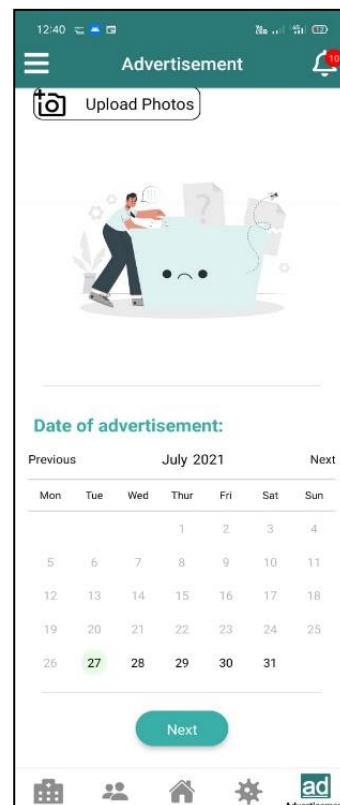 12:40
Advertisement
10
Upload Photos
?
Date of advertisement:
Previous July 2021 Next
Mon Tue Wed Thur Fri Sat Sun
1 2 3 4
5 6 7 8 9 10 11
12 13 14 15 16 17 18
19 20 21 22 23 24 25
26 27 28 29 30 31
Next
ad
Advertisement